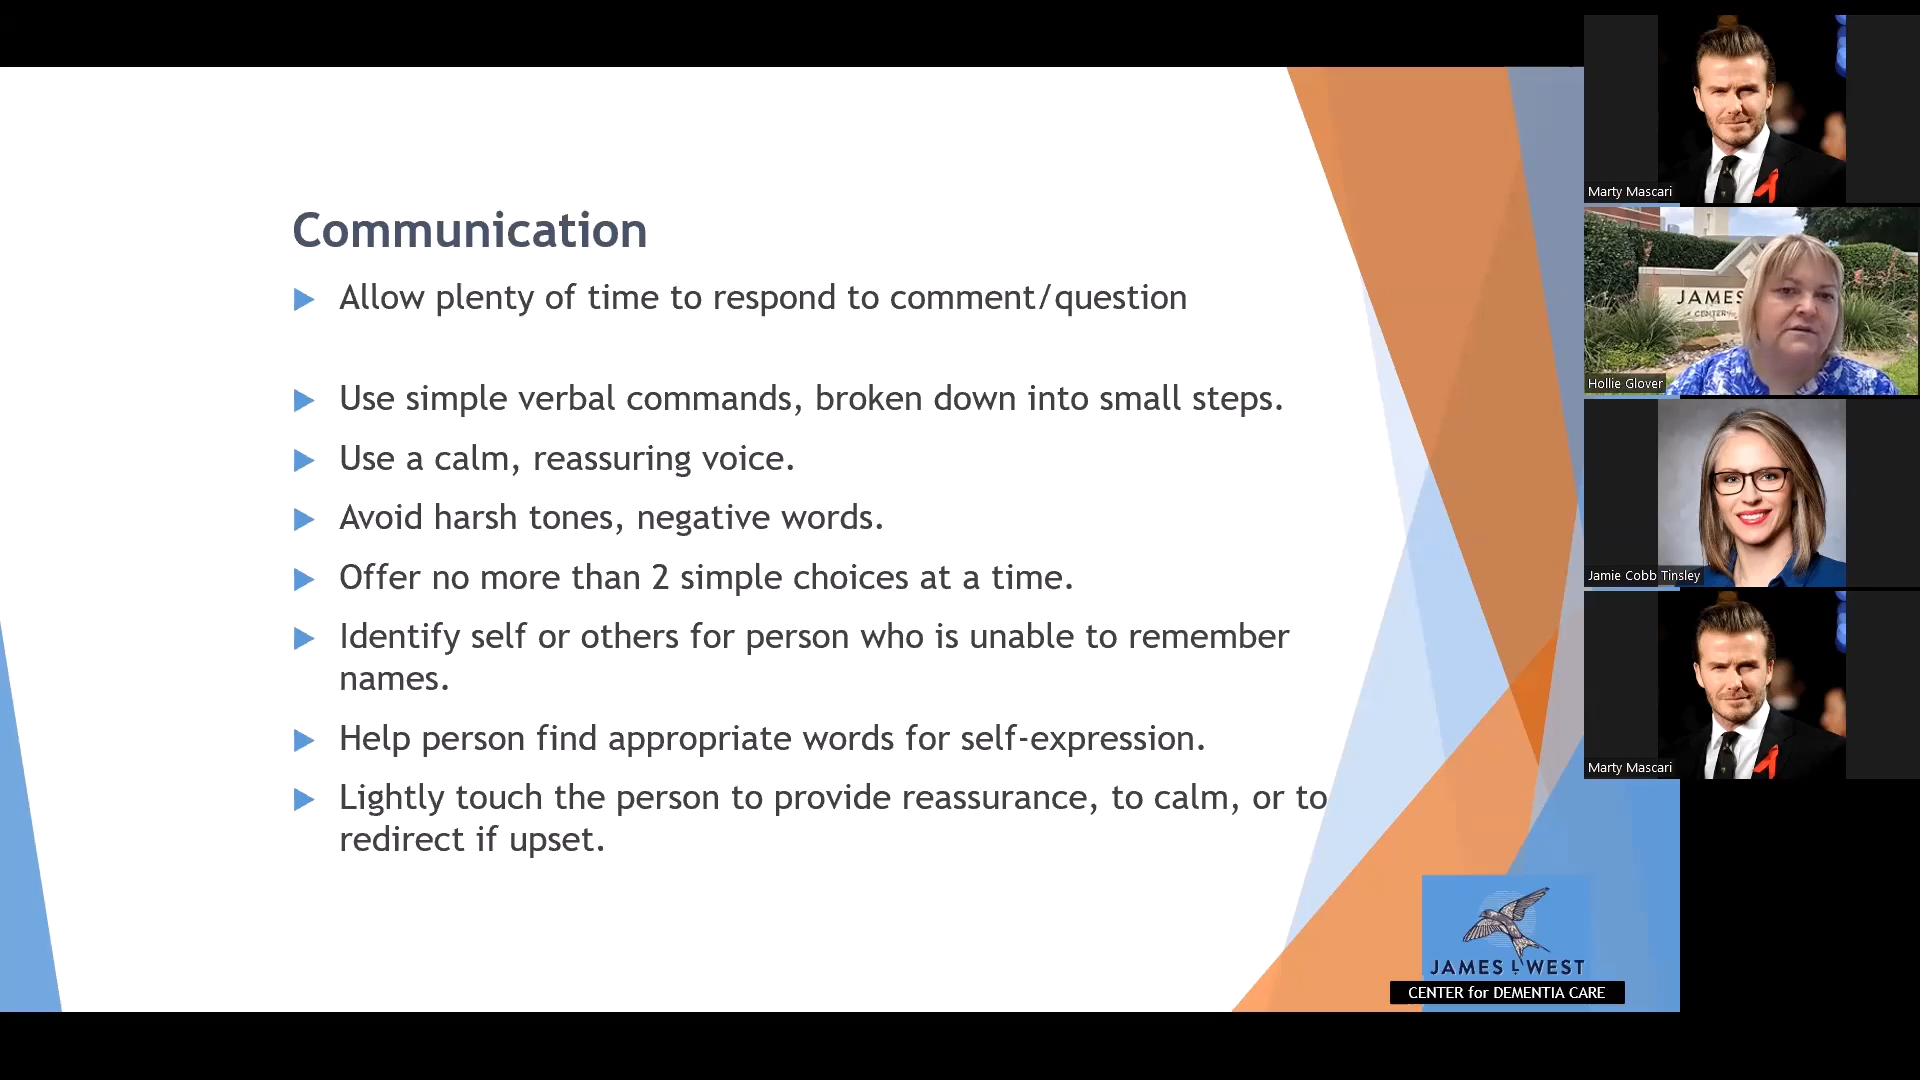 Communication
Allow plenty of time to respond to comment/question
Use simple verbal commands, broken down into small steps.
Use a calm, reassuring voice.
Avoid harsh tones, negative words.
Offer no more than 2 simple choices at a time.
Identify self or others for person who is unable to remember
names.
Help person find appropriate words for self-expression.
Lightly touch the person to provide reassurance, to calm, or to
redirect if upset.
JAMES L WEST
CENTER for DEMENTIA CARE
Marty Mascari
JAMES
CENTER
Hollie Glover
Jamie Cobb Tinsley
Marty Mascari